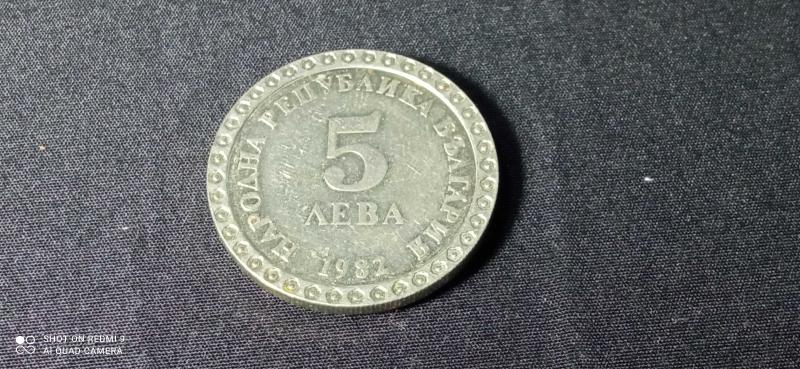 НАРОДНА РЕПУБЛИКА БЪЛГАРИЯ
5
ЛЕВА
1982
SHOT ON REDMI 9
AI QUAD CAMERA